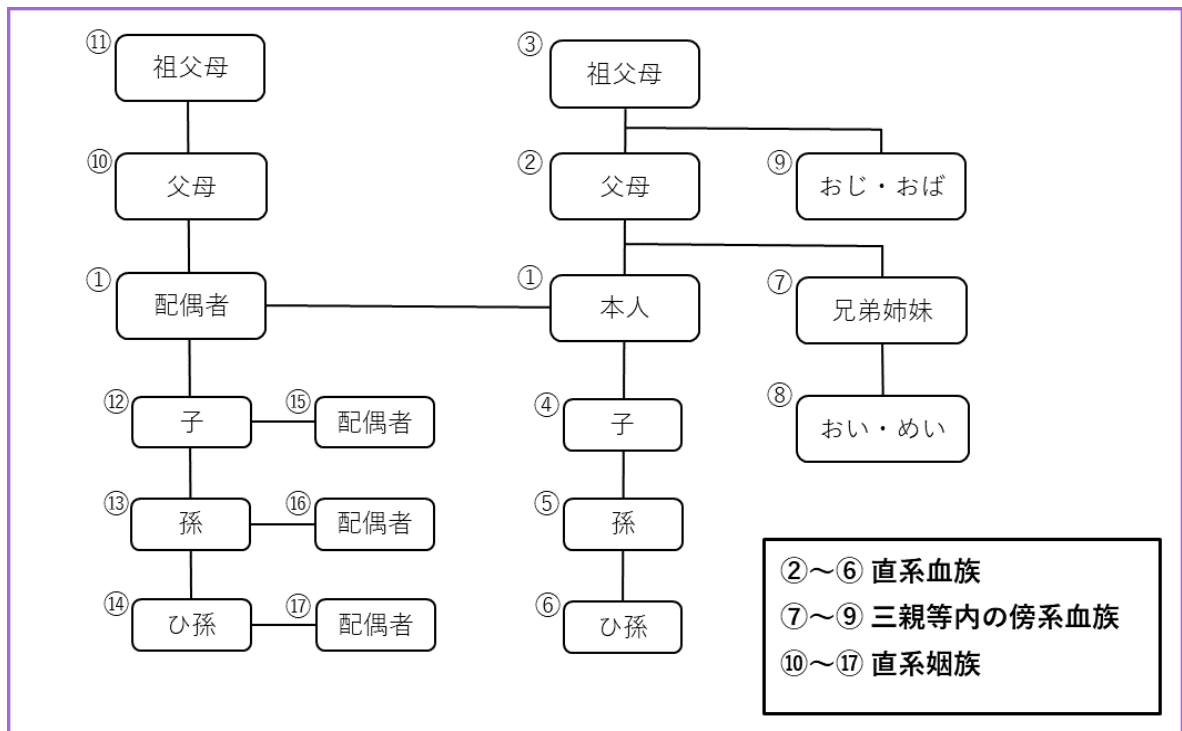 ⑪ 祖父母
③ 祖父母
⑩ 父母
② 父母
⑨ おじ・おば
① 配偶者
① 本人
⑦ 兄弟姉妹
⑫ 子
⑮ 配偶者
④ 子
⑧ おい・めい
⑬ 孫
⑯ 配偶者
⑤ 孫
⑭ ひ孫
⑰ 配偶者
⑥ ひ孫
②～⑥ 直系血族
⑦～⑨ 三親等内の傍系血族
⑩～⑰ 直系姻族